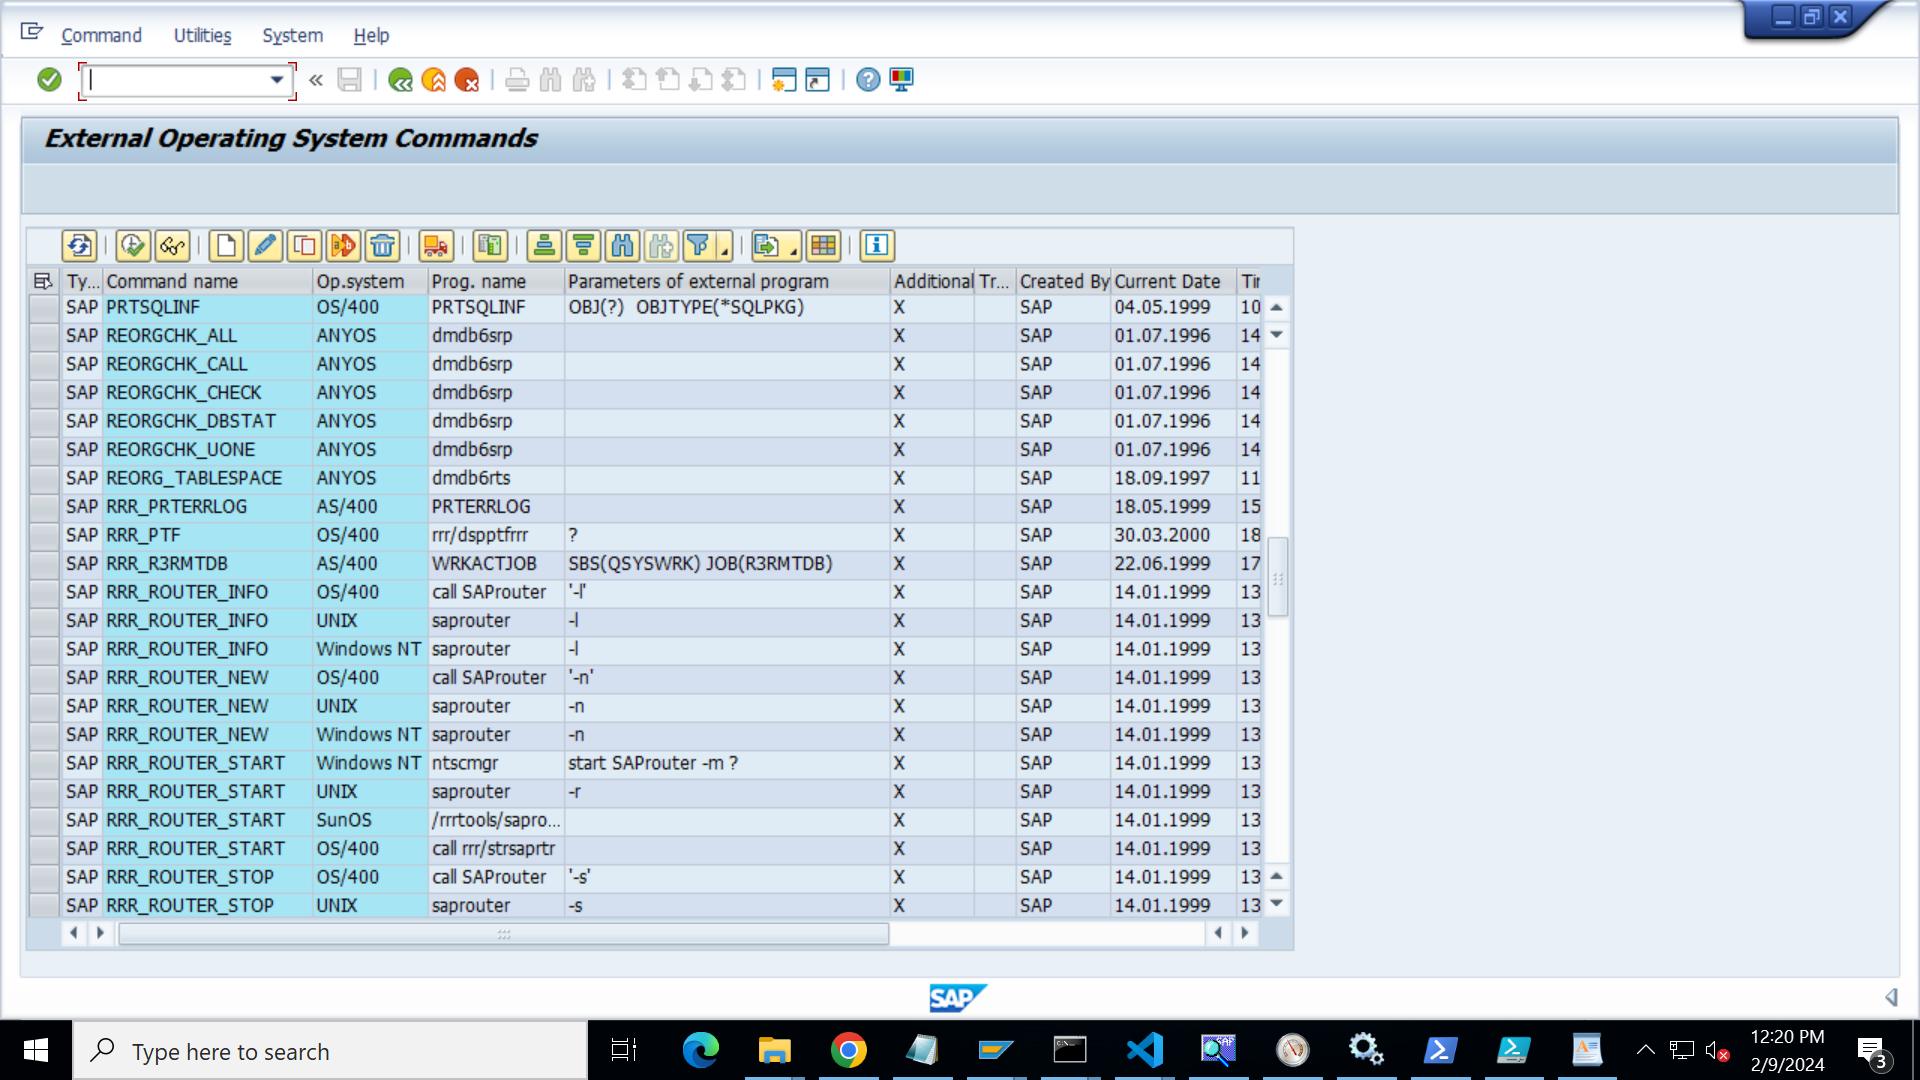 Command Utilities System Help
External Operating System Commands
Ty... Command name Op.system Prog. name Parameters of external program Additional Tr... Created By Current Date
SAP PRTSQLINF OS/400 PRTSQLINF OBJ(?) OBJTYPE(*SQLPKG) X SAP 04.05.1999 10
SAP REORGCHK_ALL ANYOS dmdb6srp X SAP 01.07.1996 14
SAP REORGCHK_CALL ANYOS dmdb6srp X SAP 01.07.1996 14
SAP REORGCHK_CHECK ANYOS dmdb6srp X SAP 01.07.1996 14
SAP REORGCHK_DBSTAT ANYOS dmdb6srp X SAP 01.07.1996 14
SAP REORGCHK_UONE ANYOS dmdb6srp X SAP 01.07.1996 14
SAP REORG_TABLESPACE ANYOS dmdb6rts X SAP 18.09.1997 11
SAP RRR_PRTERRLOG AS/400 PRTERRLOG X SAP 18.05.1999 15
SAP RRR_PTF OS/400 rrr/dspptfrrr ? X SAP 30.03.2000 18
SAP RRR_R3RMTDB AS/400 WRKACTJOB SBS(QSYSWRK) JOB(R3RMTDB) X SAP 22.06.1999 17
SAP RRR_ROUTER_INFO OS/400 call SAProuter '-l' X SAP 14.01.1999 13
SAP RRR_ROUTER_INFO UNIX saprouter -l X SAP 14.01.1999 13
SAP RRR_ROUTER_INFO Windows NT saprouter -l X SAP 14.01.1999 13
SAP RRR_ROUTER_NEW OS/400 call SAProuter '-n' X SAP 14.01.1999 13
SAP RRR_ROUTER_NEW UNIX saprouter -n X SAP 14.01.1999 13
SAP RRR_ROUTER_NEW Windows NT saprouter -n X SAP 14.01.1999 13
SAP RRR_ROUTER_START Windows NT ntscmgr start SAProuter -m ? X SAP 14.01.1999 13
SAP RRR_ROUTER_START UNIX saprouter -r X SAP 14.01.1999 13
SAP RRR_ROUTER_START SunOS /rrrtools/sapro... X SAP 14.01.1999 13
SAP RRR_ROUTER_START OS/400 call rrr/strsaprtr X SAP 14.01.1999 13
SAP RRR_ROUTER_STOP OS/400 call SAProuter '-s' X SAP 14.01.1999 13
SAP RRR_ROUTER_STOP UNIX saprouter -s X SAP 14.01.1999 13
SAP
Type here to search
12:20 PM
2/9/2024
3